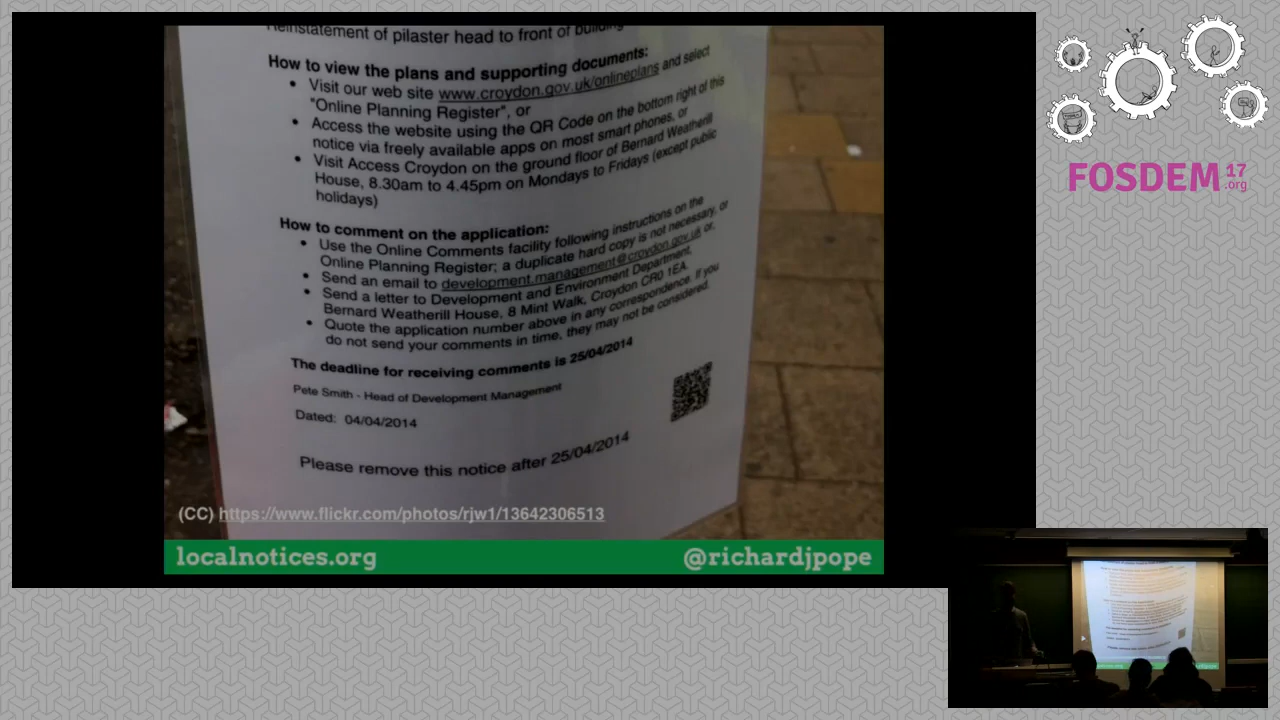 Reinstatement of pilaster head to front of building
How to view the plans and supporting documents:
• Visit our web site www.croydon.gov.uk/onlineplans and select
"Online Planning Register", or
• Access the website using the QR Code on the bottom right of this
notice via freely available apps on most smart phones, or
• Visit Access Croydon on the ground floor of Bernard Weatherill
House, 8.30am to 4.45pm on Mondays to Fridays (except public
holidays)
How to comment on the application:
• Use the Online Comments facility following instructions on the
Online Planning Register; a duplicate hard copy is not necessary, or
• Send an email to development.management@croydon.gov.uk or,
• Send a letter to Development and Environment Department,
Bernard Weatherill House, 8 Mint Walk, Croydon CR0 1EA.
• Quote the application number above in any correspondence. If you
do not send your comments in time, they may not be considered.
The deadline for receiving comments is 25/04/2014
Pete Smith - Head of Development Management
Dated: 04/04/2014
Please remove this notice after 25/04/2014
(CC) https://www.flickr.com/photos/rjw1/13642306513
localnotices.org @richardjpope
FOSDEM 17
.org